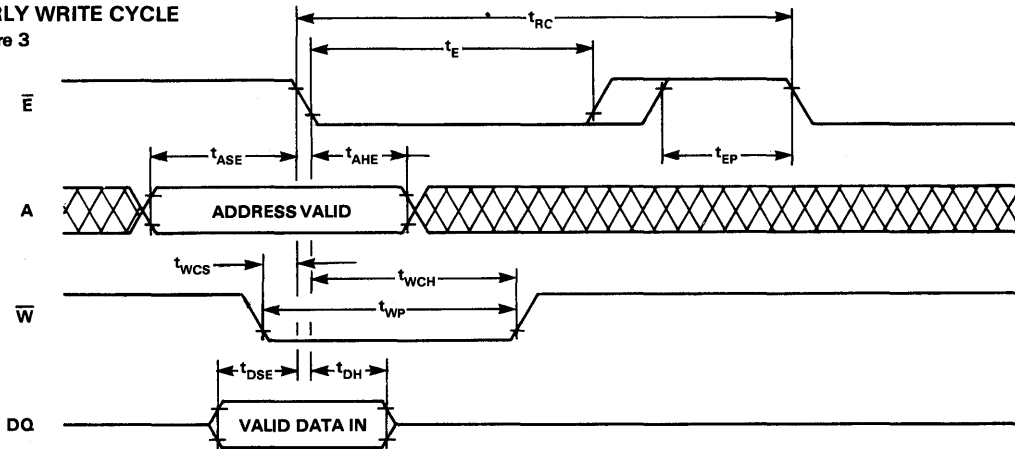 RLY WRITE CYCLE
re 3
tRC
tE
E
tASE
tAHE
tEP
A
ADDRESS VALID
tWCS
tWCH
W
tWP
tDSE
tDH
DQ
VALID DATA IN